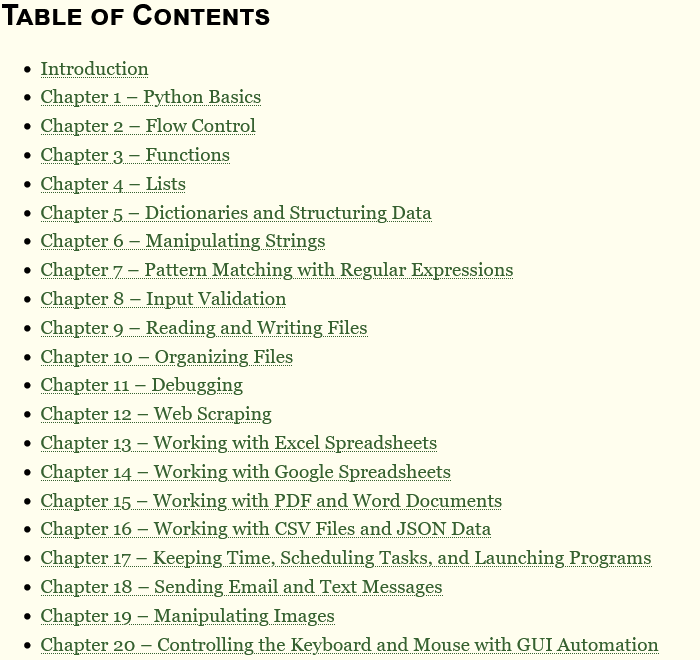 Table of Contents
Introduction
Chapter 1 – Python Basics
Chapter 2 – Flow Control
Chapter 3 – Functions
Chapter 4 – Lists
Chapter 5 – Dictionaries and Structuring Data
Chapter 6 – Manipulating Strings
Chapter 7 – Pattern Matching with Regular Expressions
Chapter 8 – Input Validation
Chapter 9 – Reading and Writing Files
Chapter 10 – Organizing Files
Chapter 11 – Debugging
Chapter 12 – Web Scraping
Chapter 13 – Working with Excel Spreadsheets
Chapter 14 – Working with Google Spreadsheets
Chapter 15 – Working with PDF and Word Documents
Chapter 16 – Working with CSV Files and JSON Data
Chapter 17 – Keeping Time, Scheduling Tasks, and Launching Programs
Chapter 18 – Sending Email and Text Messages
Chapter 19 – Manipulating Images
Chapter 20 – Controlling the Keyboard and Mouse with GUI Automation